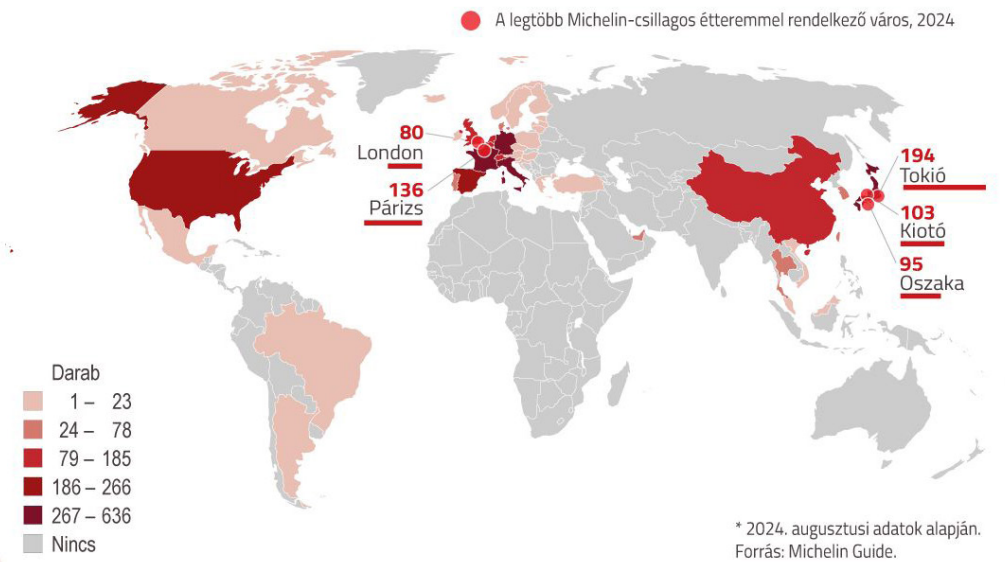 A legtöbb Michelin-csillagos étteremmel rendelkező város, 2024
80
London
136
Párizs
194
Tokió
103
Kiotó
95
Oszaka
Darab
1 – 23
24 – 78
79 – 185
186 – 266
267 – 636
Nincs
* 2024. augusztusi adatok alapján.
Forrás: Michelin Guide.